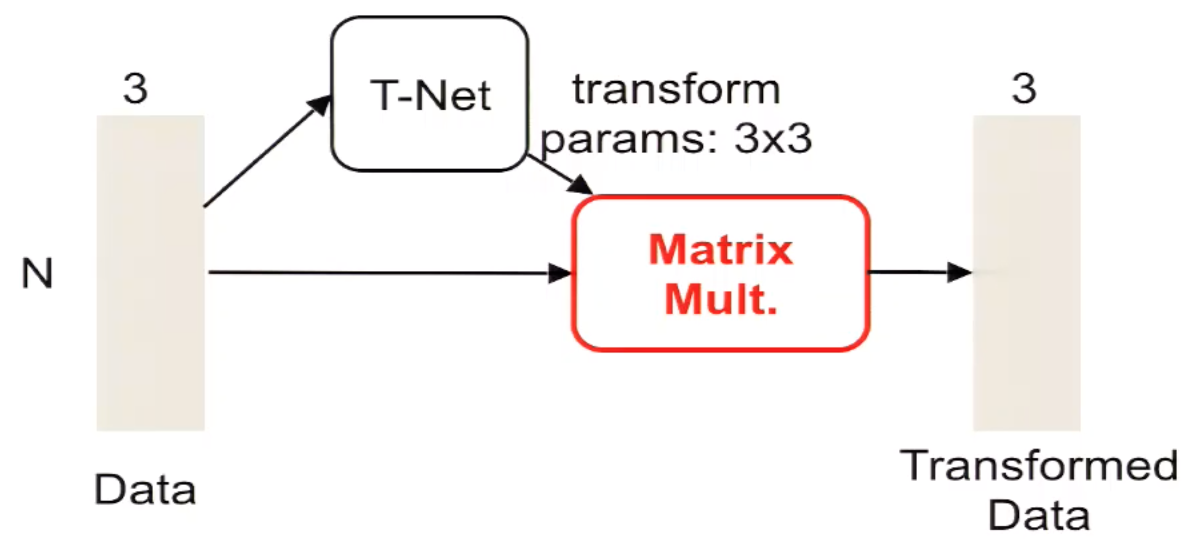 3
T-Net
transform
params: 3x3
3
N
Matrix
Mult.
Data
Transformed
Data